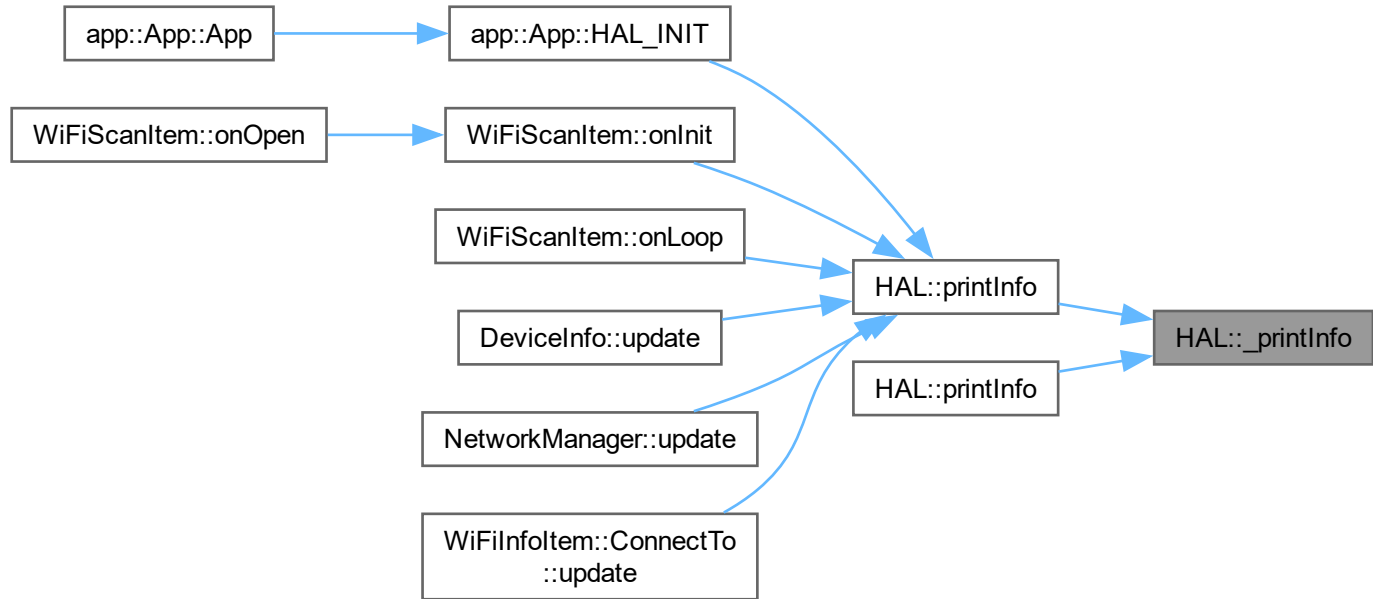 app::App::App
app::App::HAL_INIT
WiFiScanItem::onOpen
WiFiScanItem::onInit
WiFiScanItem::onLoop
HAL::printInfo
DeviceInfo::update
HAL::_printInfo
HAL::printInfo
NetworkManager::update
WiFiInfoItem::ConnectTo
::update